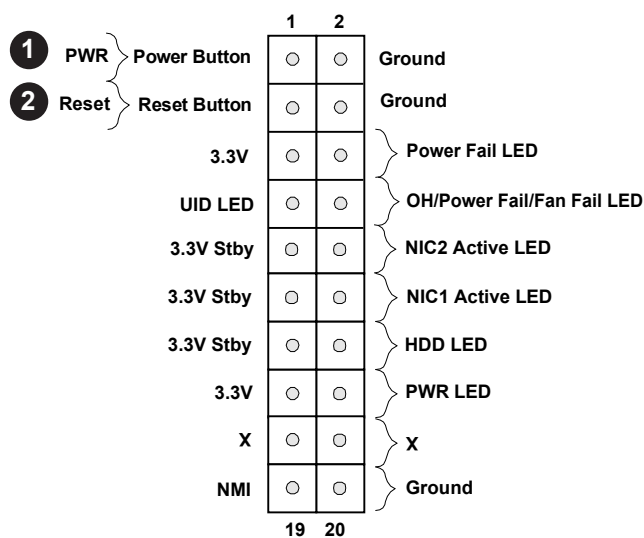 1 2
1 PWR Power Button Ground
2 Reset Reset Button Ground
3.3V Power Fail LED
UID LED OH/Power Fail/Fan Fail LED
3.3V Stby NIC2 Active LED
3.3V Stby NIC1 Active LED
3.3V Stby HDD LED
3.3V PWR LED
X X
NMI Ground
19 20